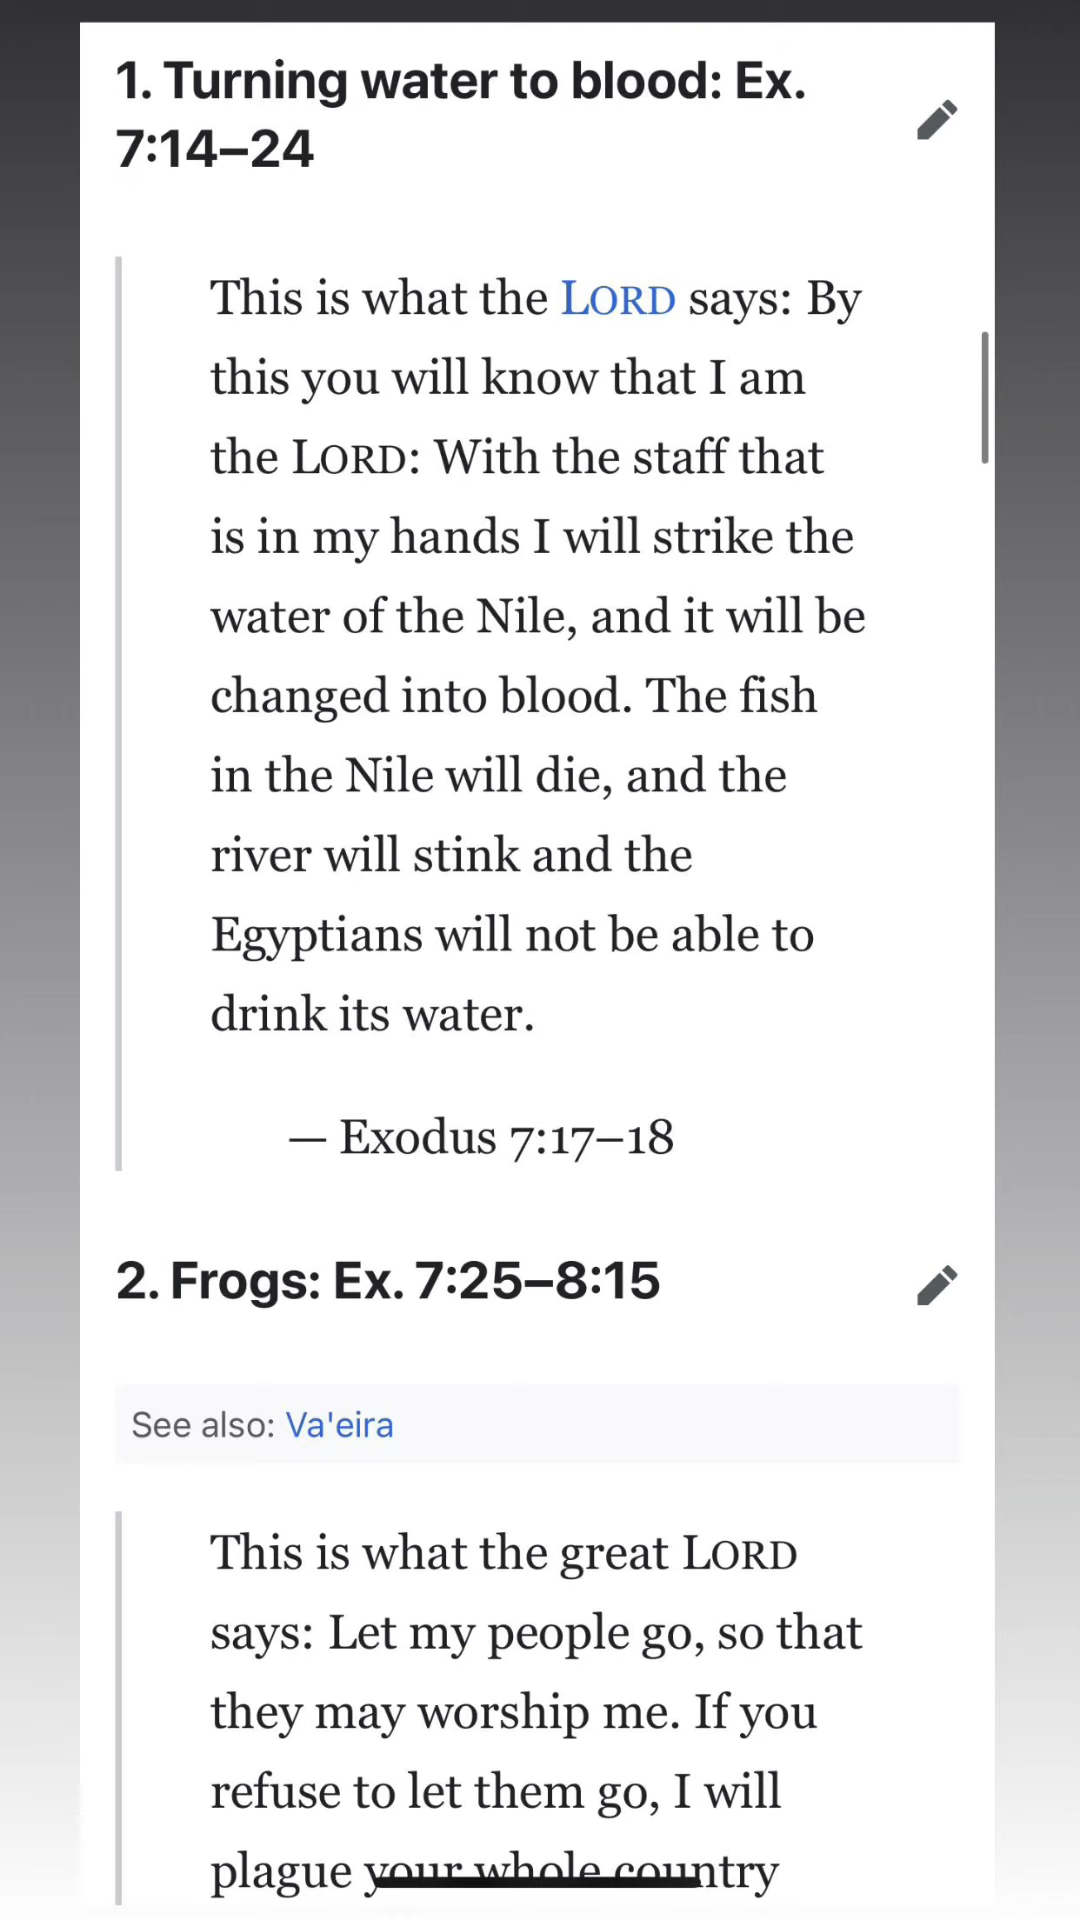 1. Turning water to blood: Ex.
7:14–24
This is what the LORD says: By
this you will know that I am
the LORD: With the staff that
is in my hands I will strike the
water of the Nile, and it will be
changed into blood. The fish
in the Nile will die, and the
river will stink and the
Egyptians will not be able to
drink its water.
— Exodus 7:17–18
2. Frogs: Ex. 7:25–8:15
See also: Va'eira
This is what the great LORD
says: Let my people go, so that
they may worship me. If you
refuse to let them go, I will
plague your whole country